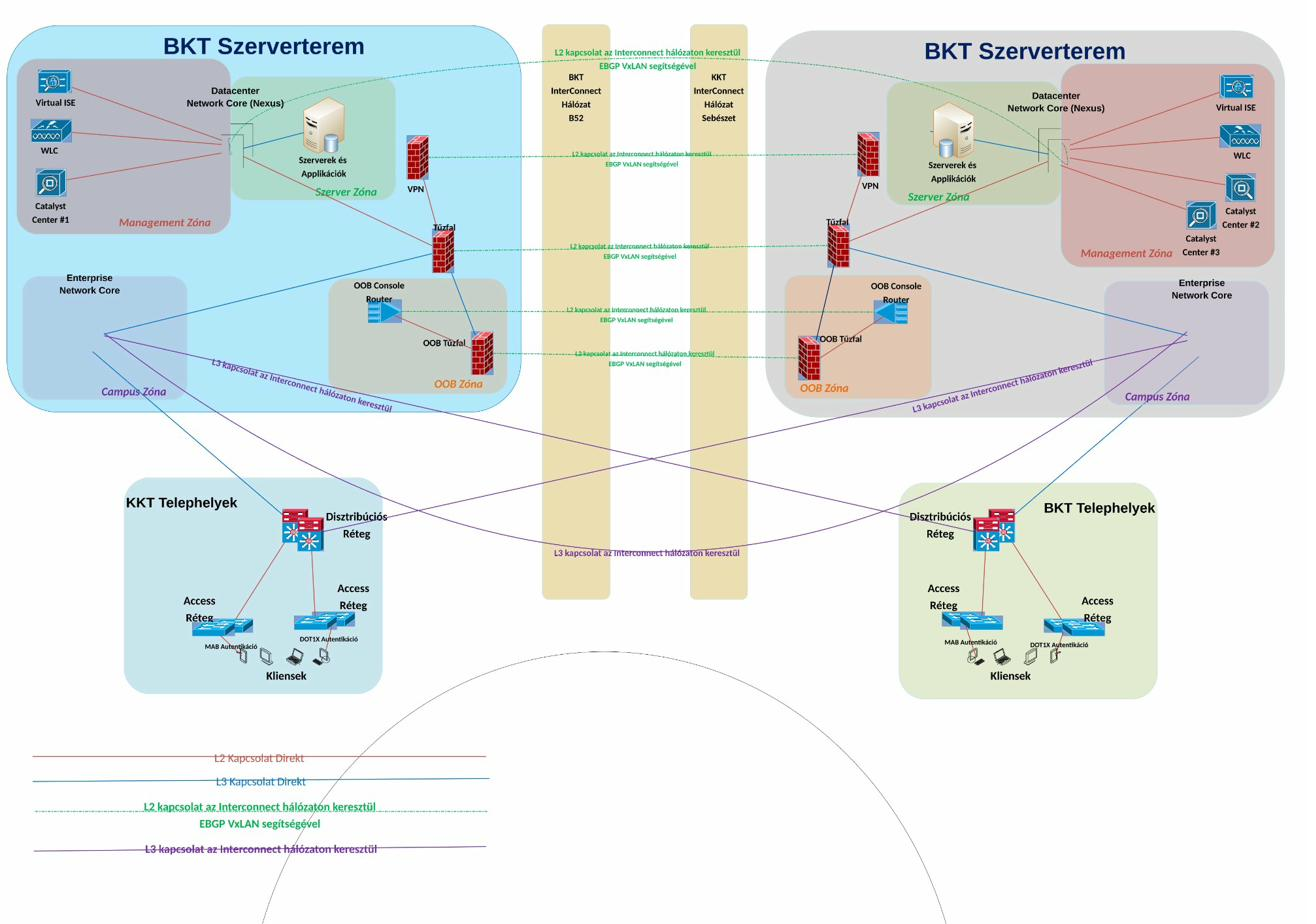 BKT Szerverterem
Virtual ISE
WLC
Catalyst
Center #1
Management Zóna
Datacenter
Network Core (Nexus)
Szerverek és
Applikációk
Szerver Zóna
VPN
Tűzfal
Enterprise
Network Core
Campus Zóna
OOB Console
Router
OOB Tűzfal
OOB Zóna
L3 kapcsolat az Interconnect hálózaton keresztül
L2 kapcsolat az Interconnect hálózaton keresztül
EBGP VxLAN segítségével
BKT
InterConnect
Hálózat
B52
KKT
InterConnect
Hálózat
Sebészet
L2 kapcsolat az Interconnect hálózaton keresztül
EBGP VxLAN segítségével
L2 kapcsolat az Interconnect hálózaton keresztül
EBGP VxLAN segítségével
L2 kapcsolat az Interconnect hálózaton keresztül
EBGP VxLAN segítségével
L2 kapcsolat az Interconnect hálózaton keresztül
EBGP VxLAN segítségével
L3 kapcsolat az Interconnect hálózaton keresztül
BKT Szerverterem
Datacenter
Network Core (Nexus)
Virtual ISE
WLC
Catalyst
Center #2
Catalyst
Center #3
Management Zóna
Szerverek és
Applikációk
Szerver Zóna
VPN
Tűzfal
OOB Console
Router
OOB Tűzfal
OOB Zóna
Enterprise
Network Core
Campus Zóna
L3 kapcsolat az Interconnect hálózaton keresztül
KKT Telephelyek
Disztribúciós
Réteg
Access
Réteg
Access
Réteg
MAB Autentikáció
DOT1X Autentikáció
Kliensek
BKT Telephelyek
Disztribúciós
Réteg
Access
Réteg
Access
Réteg
MAB Autentikáció
DOT1X Autentikáció
Kliensek
L2 Kapcsolat Direkt
L3 Kapcsolat Direkt
L2 kapcsolat az Interconnect hálózaton keresztül
EBGP VxLAN segítségével
L3 kapcsolat az Interconnect hálózaton keresztül